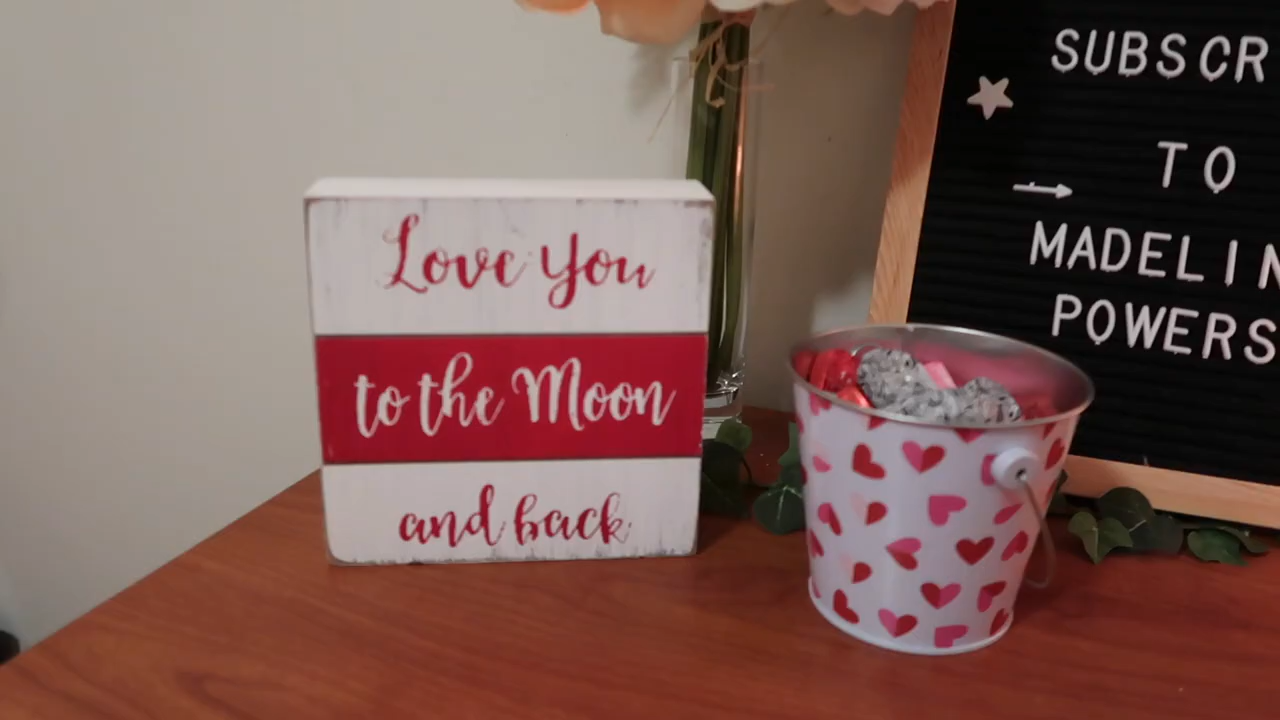 Love You
to the Moon
and back
SUBSCR
TO
MADELIN
POWERS